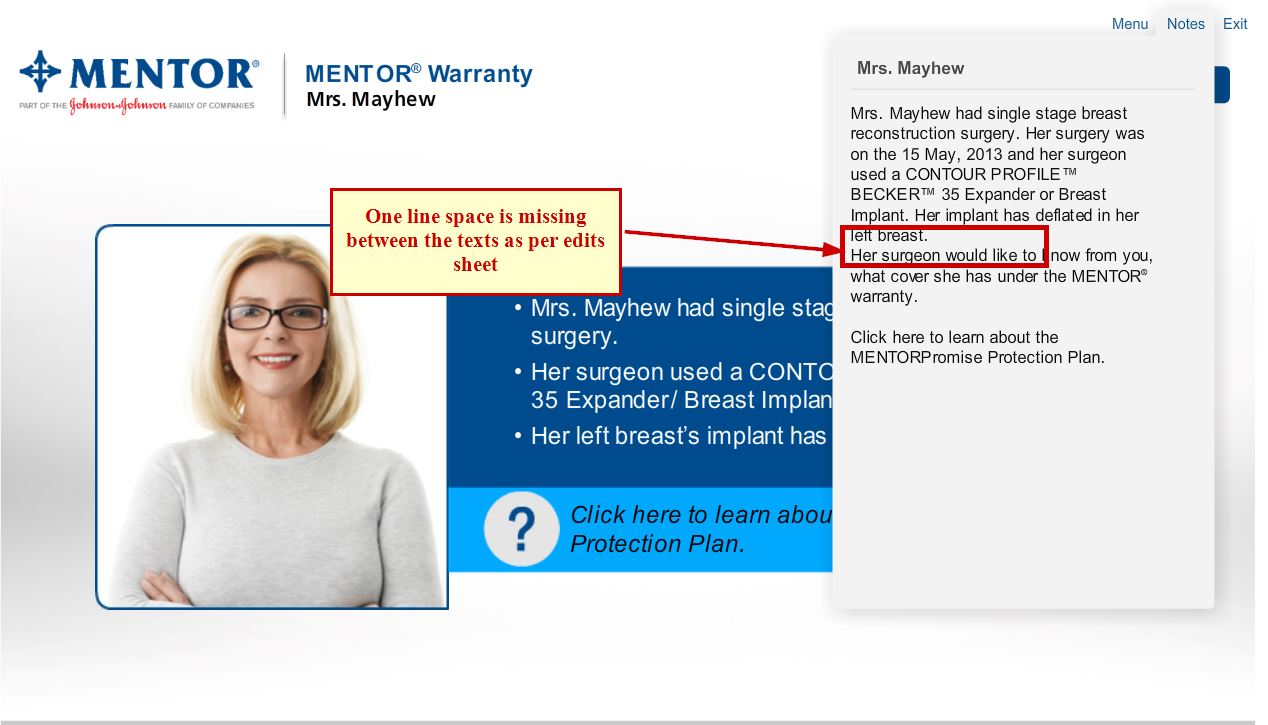 Menu Notes Exit
MENTOR®
PART OF THE Johnson & Johnson FAMILY OF COMPANIES
MENTOR® Warranty
Mrs. Mayhew
One line space is missing
between the texts as per edits
sheet
• Mrs. Mayhew had single stag
surgery.
• Her surgeon used a CONTO
35 Expander/ Breast Implan
• Her left breast’s implant has
?
Click here to learn abou
Protection Plan.
Mrs. Mayhew
Mrs. Mayhew had single stage breast
reconstruction surgery. Her surgery was
on the 15 May, 2013 and her surgeon
used a CONTOUR PROFILE™
BECKER™ 35 Expander or Breast
Implant. Her implant has deflated in her
left breast.
Her surgeon would like to know from you,
what cover she has under the MENTOR®
warranty.
Click here to learn about the
MENTORPromise Protection Plan.